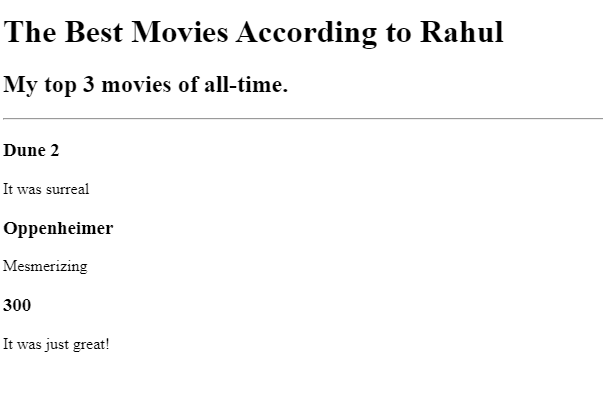 The Best Movies According to Rahul
My top 3 movies of all-time.
Dune 2
It was surreal
Oppenheimer
Mesmerizing
300
It was just great!